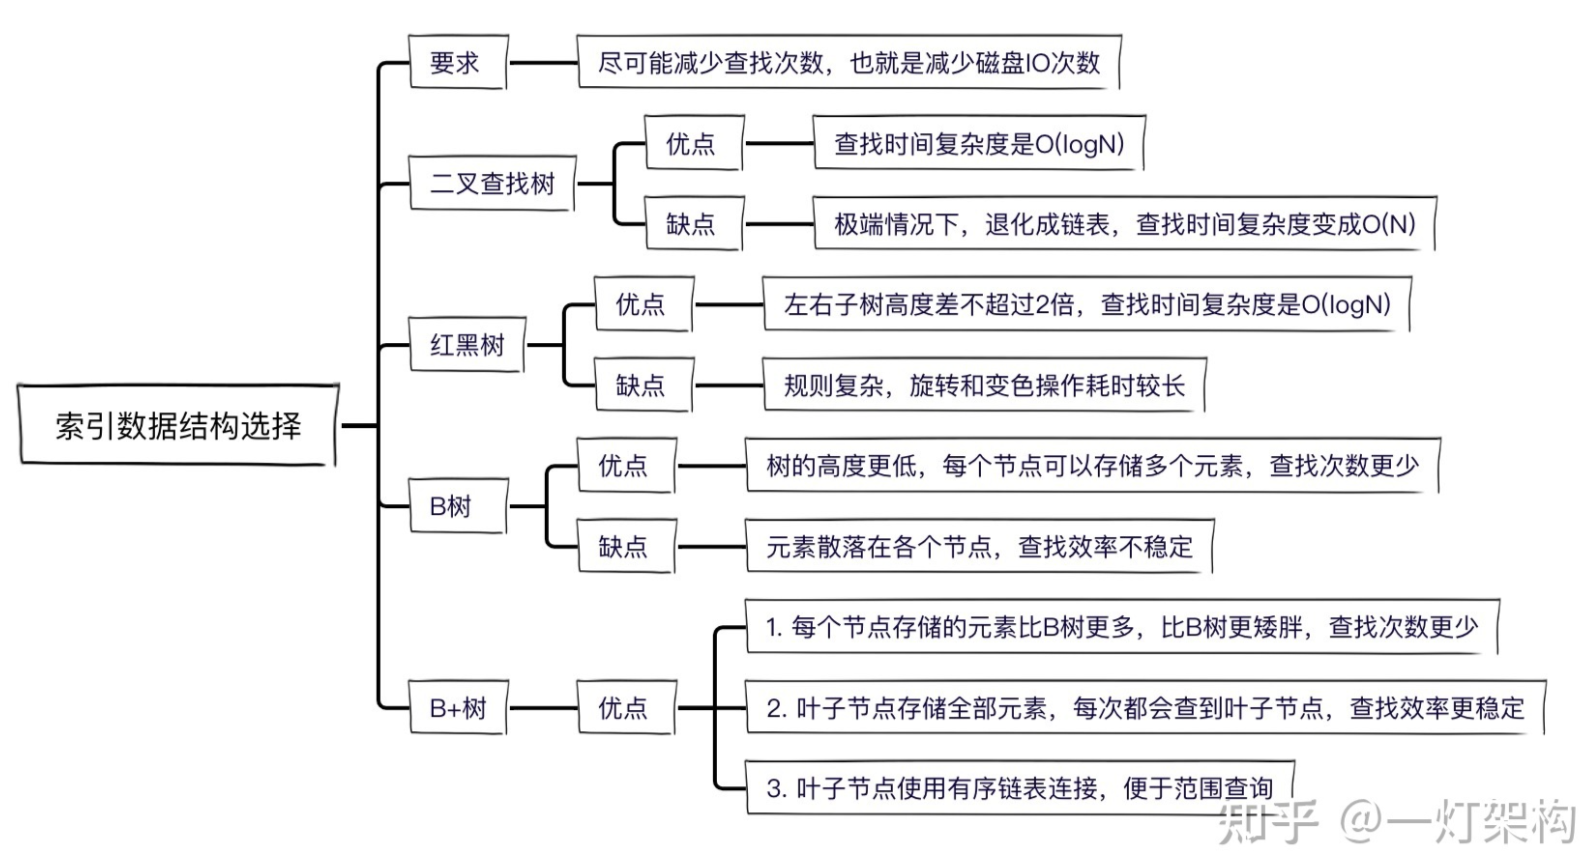 要求
尽可能减少查找次数，也就是减少磁盘IO次数
优点
查找时间复杂度是O(logN)
二叉查找树
缺点
极端情况下，退化成链表，查找时间复杂度变成O(N)
优点
左右子树高度差不超过2倍，查找时间复杂度是O(logN)
红黑树
缺点
规则复杂，旋转和变色操作耗时较长
索引数据结构选择
优点
树的高度更低，每个节点可以存储多个元素，查找次数更少
B树
缺点
元素散落在各个节点，查找效率不稳定
1. 每个节点存储的元素比B树更多，比B树更矮胖，查找次数更少
B+树
优点
2. 叶子节点存储全部元素，每次都会查到叶子节点，查找效率更稳定
3. 叶子节点使用有序链表连接，便于范围查询
知乎 @一灯架构